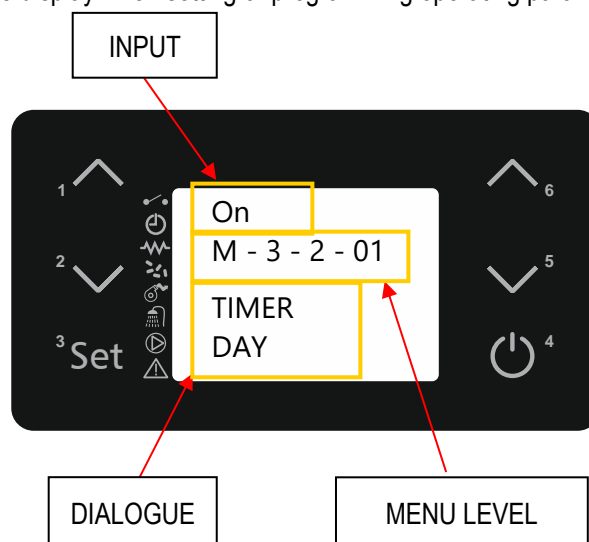 INPUT
1
6
On
M - 3 - 2 - 01
2
5
TIMER
DAY
3 Set
4
DIALOGUE
MENU LEVEL